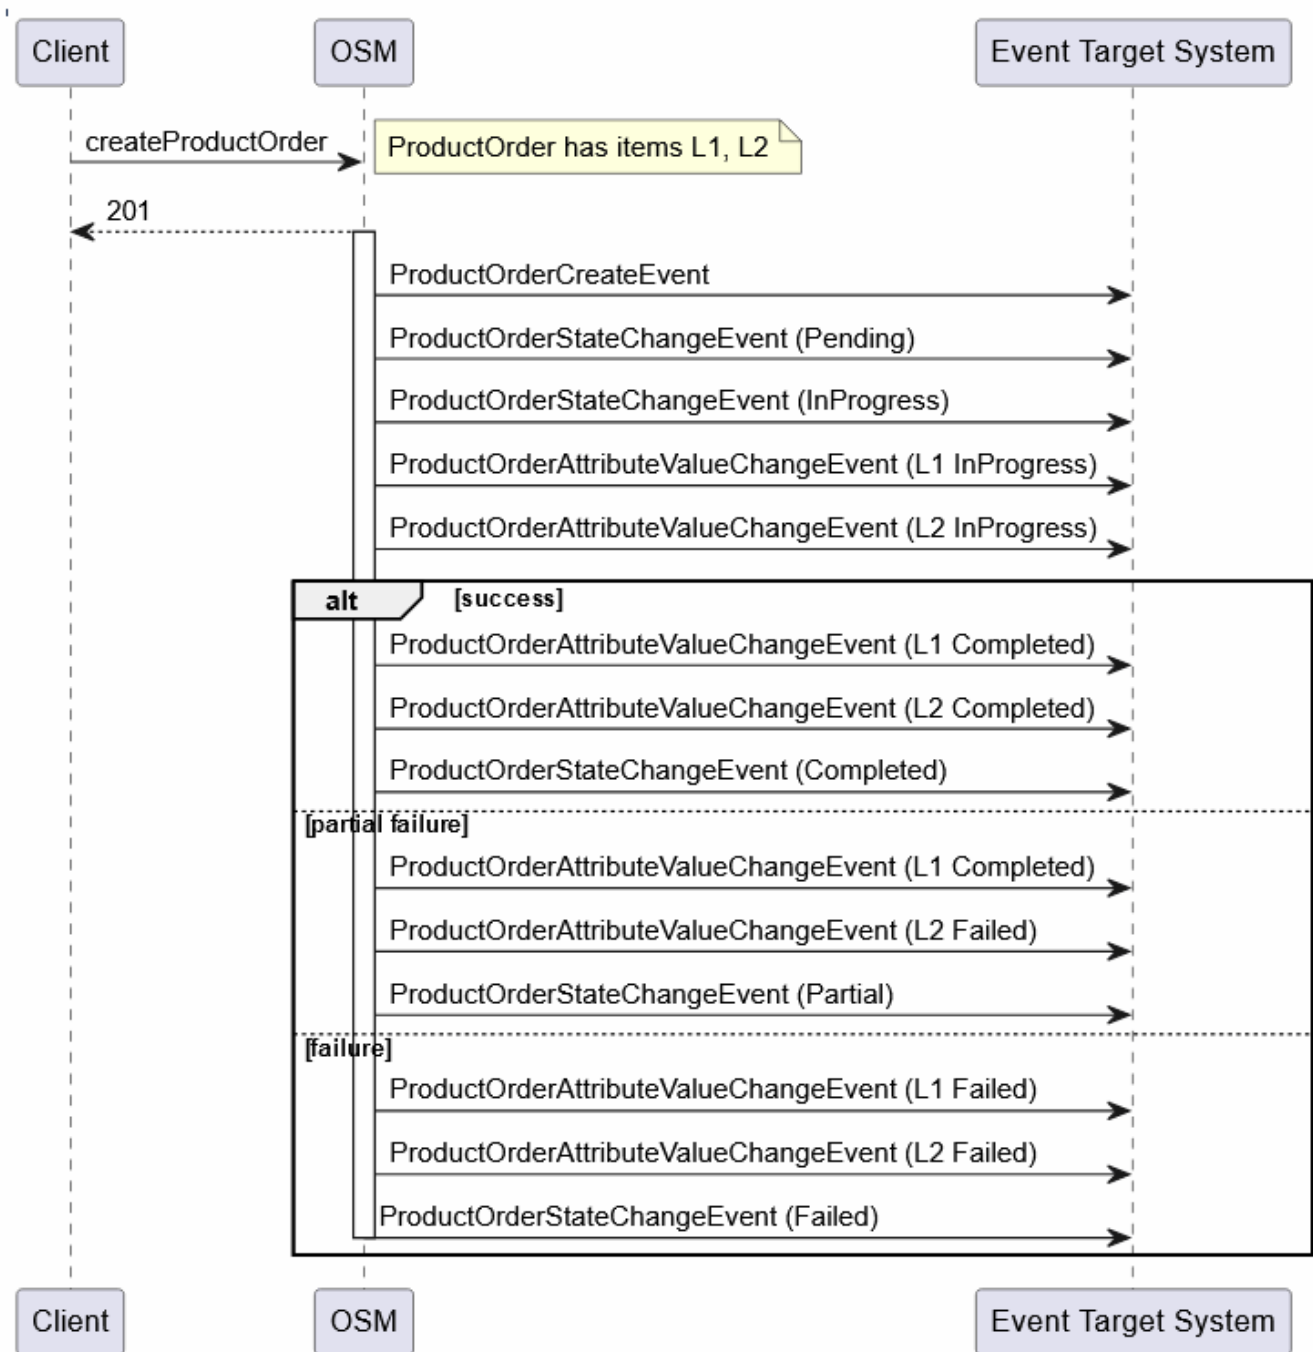 Client OSM Event Target System
createProductOrder ProductOrder has items L1, L2
201
ProductOrderCreateEvent
ProductOrderStateChangeEvent (Pending)
ProductOrderStateChangeEvent (InProgress)
ProductOrderAttributeValueChangeEvent (L1 InProgress)
ProductOrderAttributeValueChangeEvent (L2 InProgress)
alt [success]
ProductOrderAttributeValueChangeEvent (L1 Completed)
ProductOrderAttributeValueChangeEvent (L2 Completed)
ProductOrderStateChangeEvent (Completed)
[partial failure]
ProductOrderAttributeValueChangeEvent (L1 Completed)
ProductOrderAttributeValueChangeEvent (L2 Failed)
ProductOrderStateChangeEvent (Partial)
[failure]
ProductOrderAttributeValueChangeEvent (L1 Failed)
ProductOrderAttributeValueChangeEvent (L2 Failed)
ProductOrderStateChangeEvent (Failed)
Client OSM Event Target System